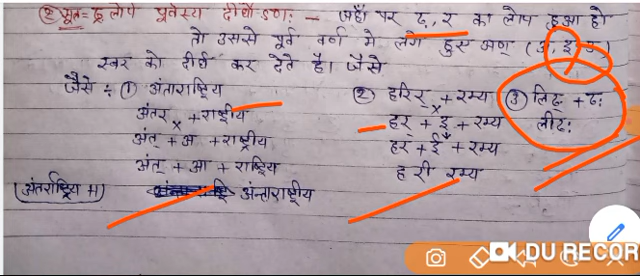 ② सूत्र = ढ्रलोपे पूर्वस्य दीर्घोऽणः - जहाँ पर ढ़, र का लोप हुआ हो
तो उससे पूर्व वर्ण मे लगे हुए अण् (अ, इ, उ)
स्वर को दीर्घ कर देते है। जैसे
जैसे : ① अंताराष्ट्रिय
अंतर् × + राष्ट्रीय
अंत् + अ + राष्ट्रीय
अंत् + आ + राष्ट्रिय
अन्ताराष्ट्रीय
(अंतर्राष्ट्रिय
② हरिर् × + रम्य
हर् + इ + रम्य
हर + ई + रम्य
हरी रम्य
③ लिढ् + ढः
लीढः
DU RECOR